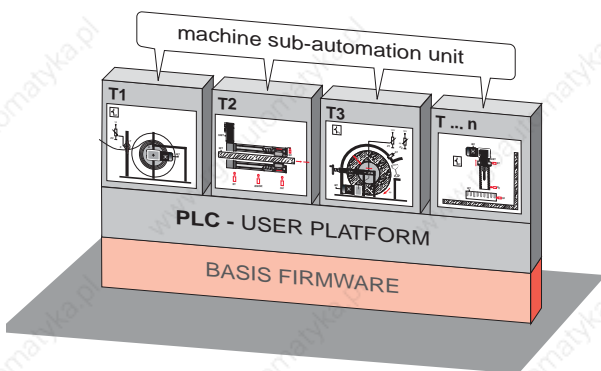 machine sub-automation unit
T1
T2
T3
T ... n
PLC - USER PLATFORM
BASIS FIRMWARE